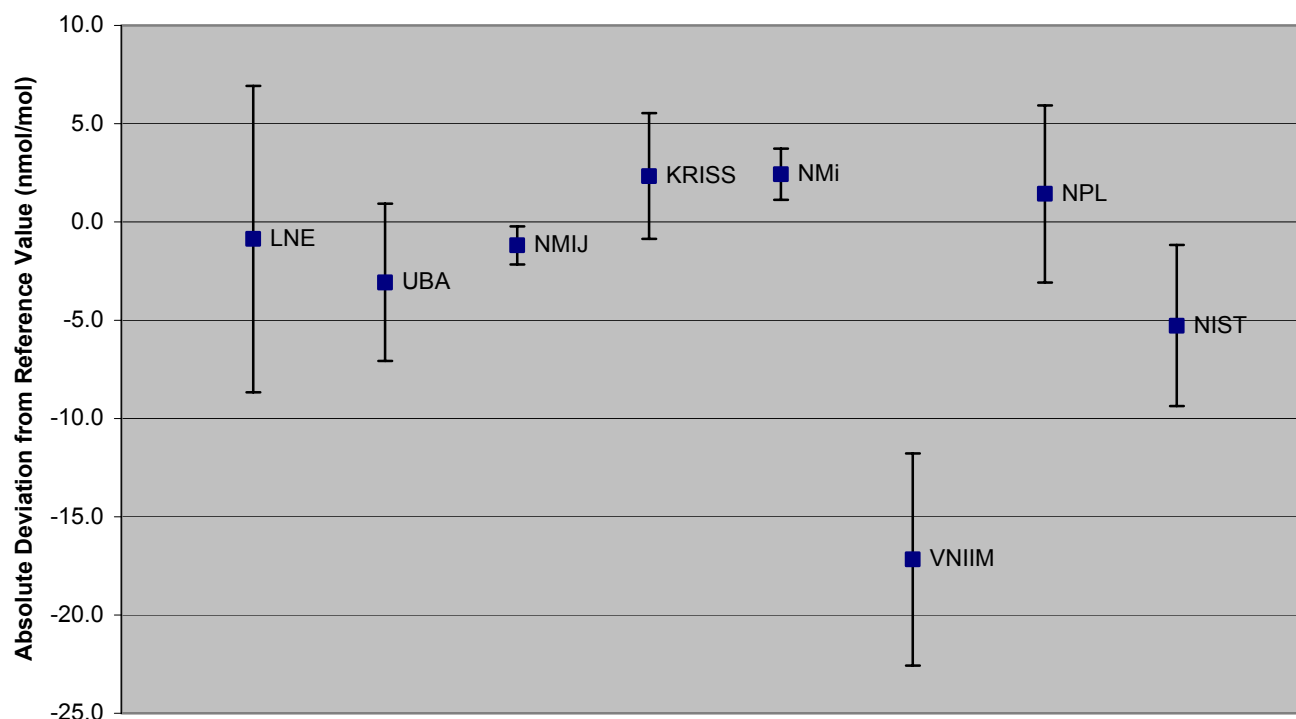 Absolute Deviation from Reference Value (nmol/mol)
10.0
5.0
0.0
-5.0
-10.0
-15.0
-20.0
-25.0
LNE
UBA
NMIJ
KRISS
NMi
VNIIM
NPL
NIST